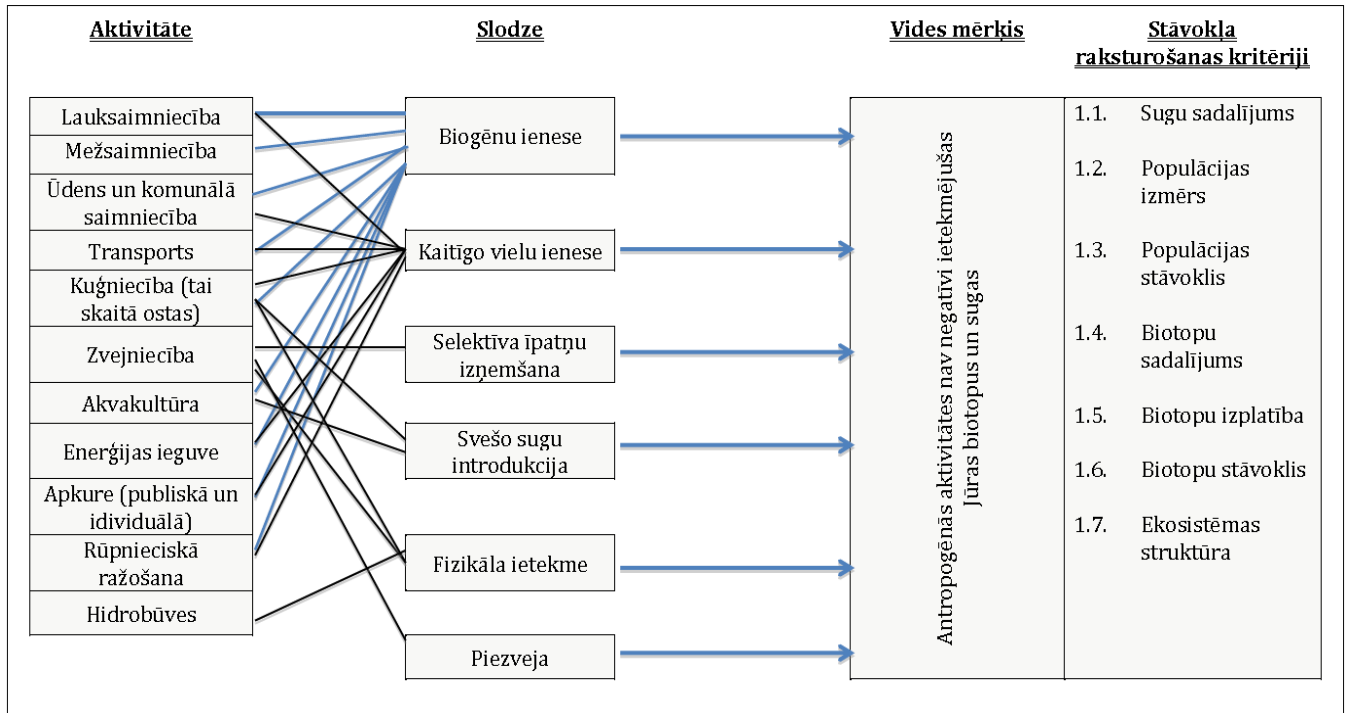 Aktivitāte
Slodze
Vides mērķis
Stāvokļa
raksturošanas kritēriji
Lauksaimniecība
Mežsaimniecība
Ūdens un komunālā
saimniecība
Transports
Kuģniecība (tai
skaitā ostas)
Zvejniecība
Akvakultūra
Enerģijas ieguve
Apkure (publiskā un
idividuālā)
Rūpnieciskā
ražošana
Hidrobūves
Biogēnu ienese
Kaitīgo vielu ienese
Selektīva īpatņu
izņemšana
Svešo sugu
introdukcija
Fizikāla ietekme
Piezveja
Antropogēnās aktivitātes nav negatīvi ietekmējušas
Jūras biotopus un sugas
1.1. Sugu sadalījums
1.2. Populācijas
izmērs
1.3. Populācijas
stāvoklis
1.4. Biotopu
sadalījums
1.5. Biotopu izplatība
1.6. Biotopu stāvoklis
1.7. Ekosistēmas
struktūra